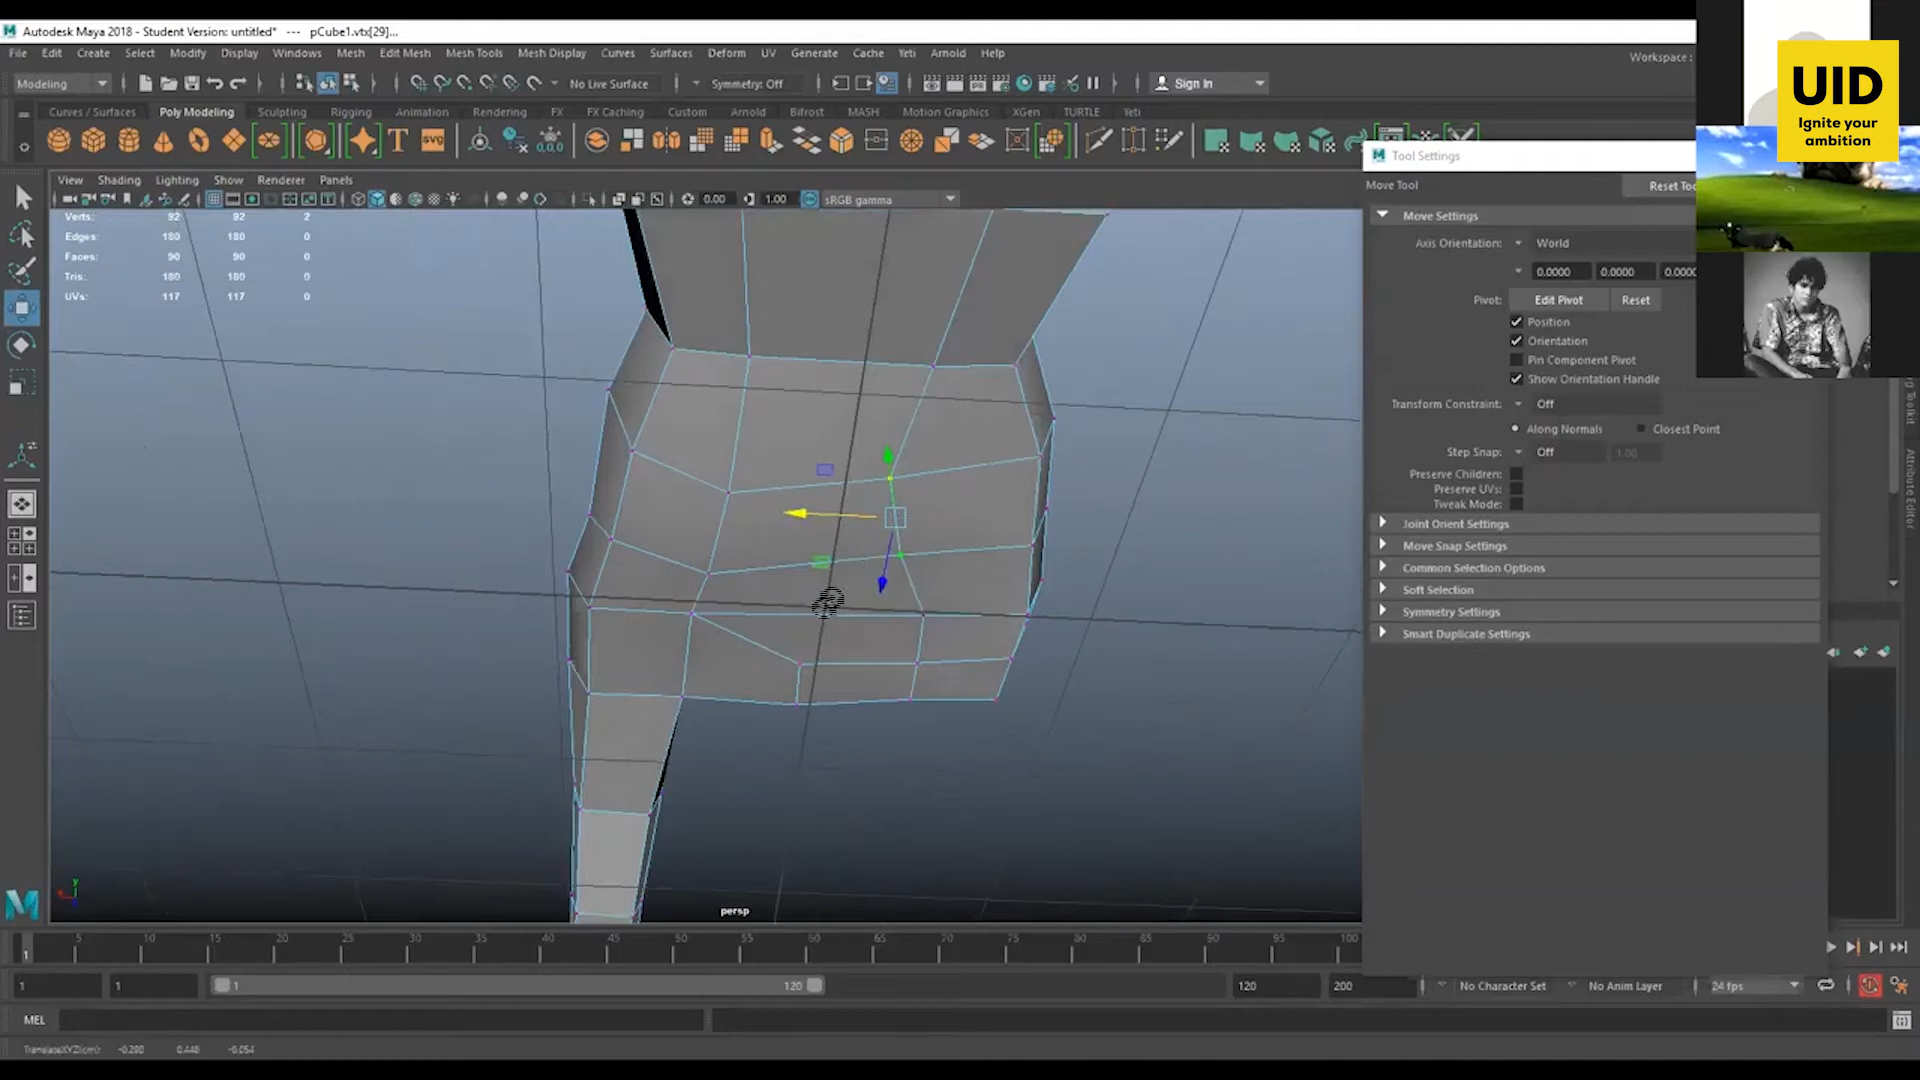 Autodesk Maya 2018 - Student Version: untitled* --- pCube1.vtx[29]...
File Edit Create Select Modify Display Windows Mesh Edit Mesh Mesh Tools Mesh Display Curves Surfaces Deform UV Generate Cache Yeti Arnold Help
Workspace :
Modeling No Live Surface Symmetry: Off Sign In
Curves / Surfaces Poly Modeling Sculpting Rigging Animation Rendering FX FX Caching Custom Arnold Bifrost MASH Motion Graphics XGen TURTLE Yeti
View Shading Lighting Show Renderer Panels
0.00 1.00 sRGB gamma
Verts: 92 92 2
Edges: 180 180 0
Faces: 90 90 0
Tris: 180 180 0
UVs: 117 117 0
persp
Tool Settings
Move Tool Reset Too
Move Settings
Axis Orientation: World
0.0000 0.0000 0.0000
Pivot: Edit Pivot Reset
Position
Orientation
Pin Component Pivot
Show Orientation Handle
Transform Constraint: Off
Along Normals Closest Point
Step Snap: Off 1.00
Preserve Children:
Preserve UVs:
Tweak Mode:
Joint Orient Settings
Move Snap Settings
Common Selection Options
Soft Selection
Symmetry Settings
Smart Duplicate Settings
UID
Ignite your
ambition
Attribute Editor
5 10 15 20 25 30 35 40 45 50 55 60 65 70 75 80 85 90 95 100
1
1 1 1 120 120 200 No Character Set No Anim Layer 24 fps
MEL
TranslateXYZ(cm): -0.290 0.448 -0.054